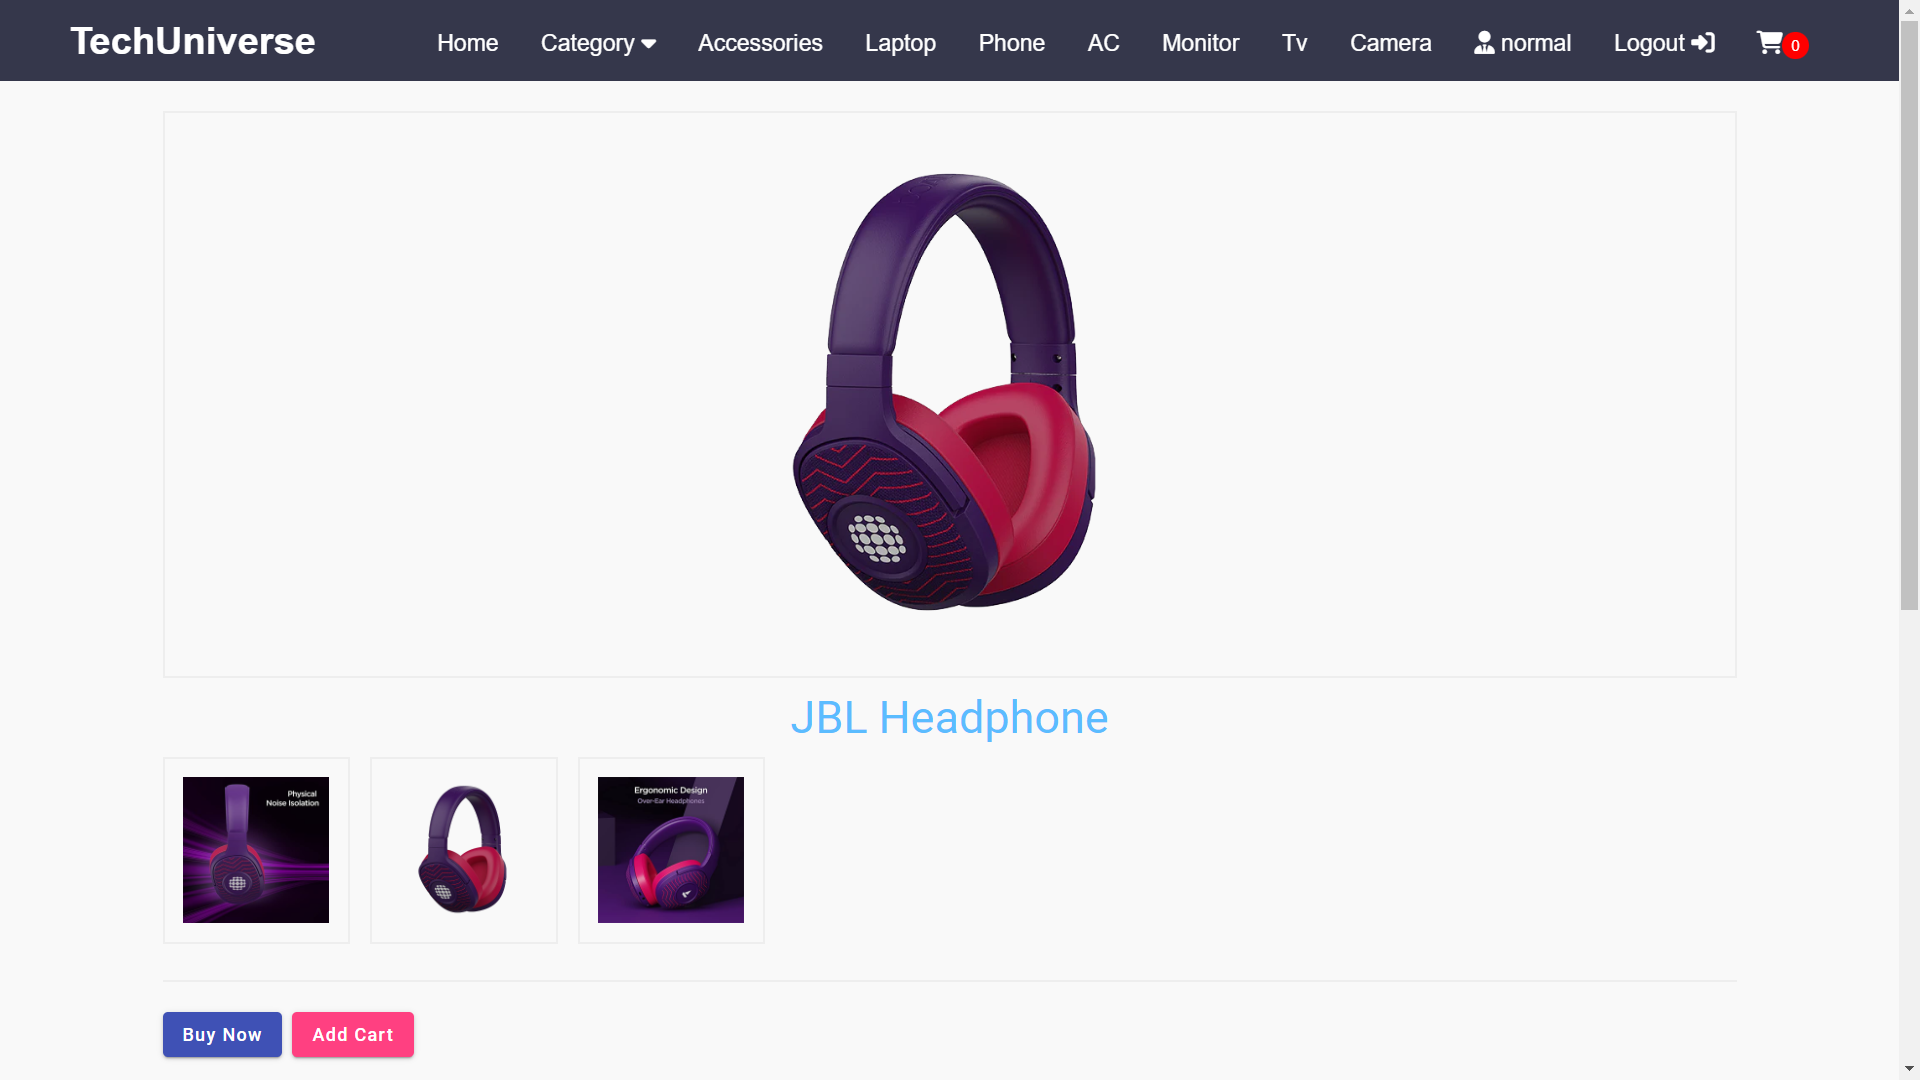 TechUniverse
Home Category Accessories Laptop Phone AC Monitor Tv Camera normal Logout 0
JBL Headphone
Physical
Noise Isolation
Ergonomic Design
Over-Ear Headphones
Buy Now Add Cart